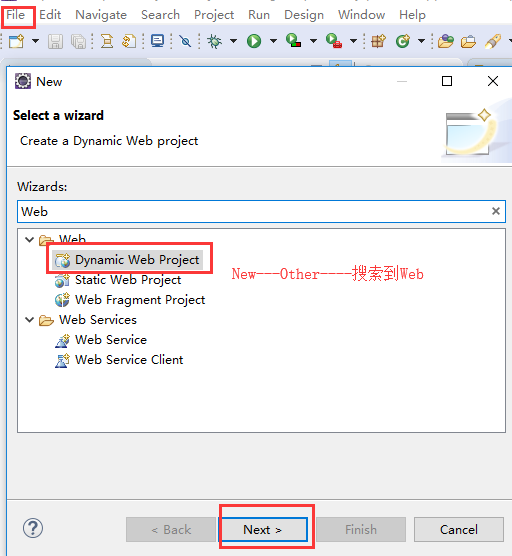 File Edit Navigate Search Project Run Design Window Help
New
Select a wizard
Create a Dynamic Web project
Wizards:
Web
Web
Dynamic Web Project
New---Other----搜索到Web
Static Web Project
Web Fragment Project
Web Services
Web Service
Web Service Client
? < Back Next > Finish Cancel